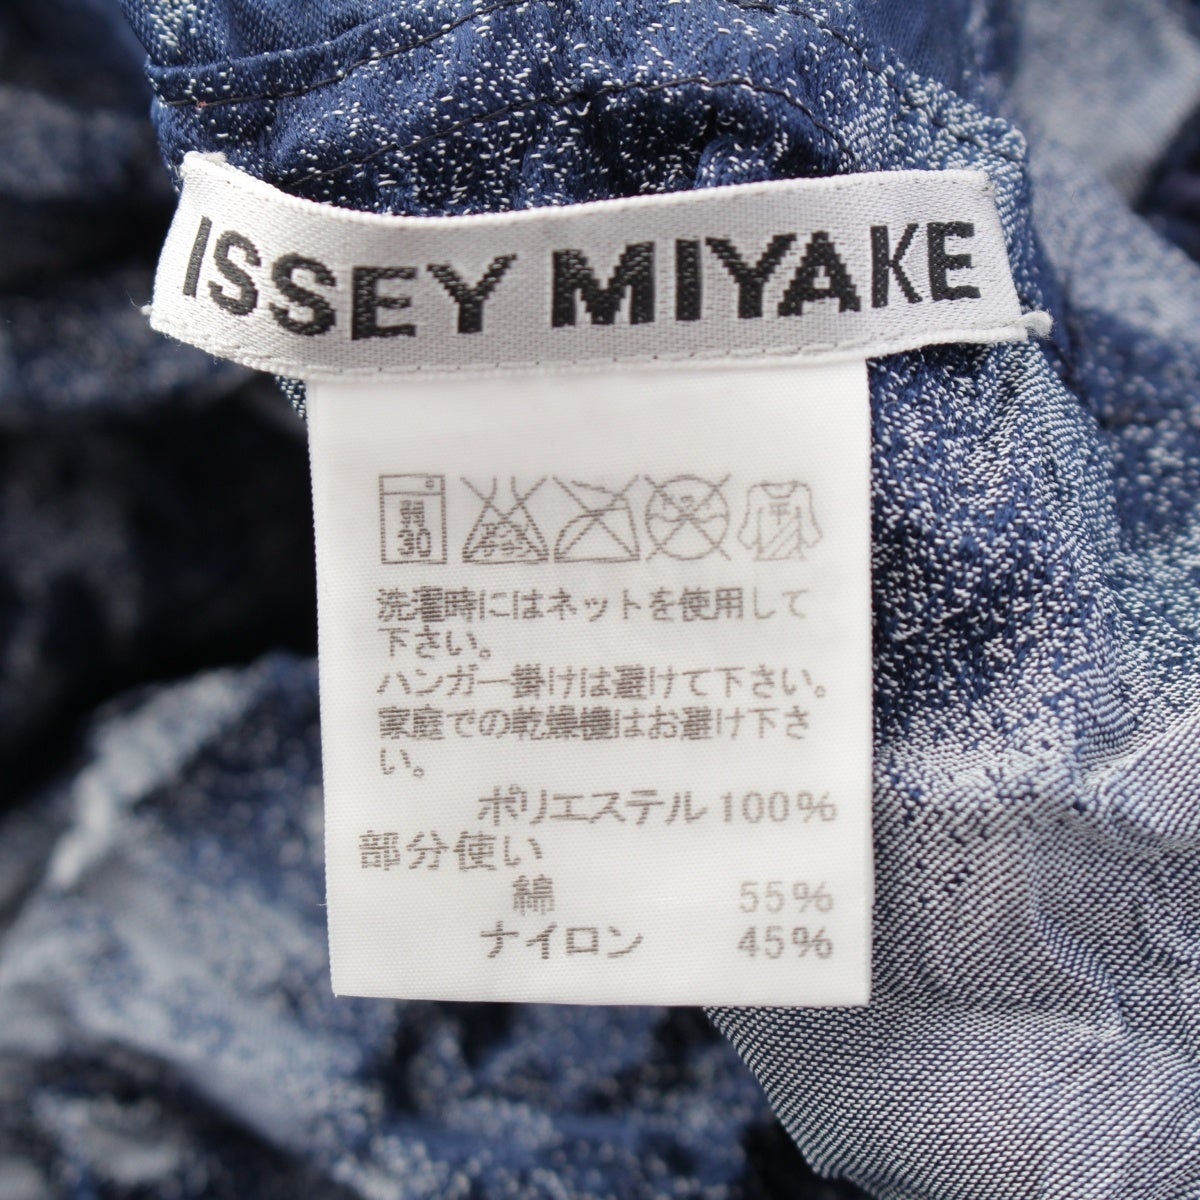 ISSEY MIYAKE
30
洗濯時にはネットを使用して
下さい。
ハンガー掛けは避けて下さい。
家庭での乾燥機はお避け下さ
い。
ポリエステル 100%
部分使い
綿 55%
ナイロン 45%